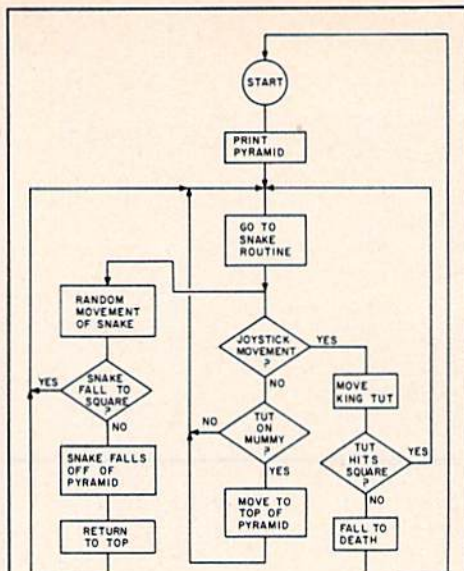 START
PRINT
PYRAMID
GO TO
SNAKE
ROUTINE
RANDOM
MOVEMENT
OF SNAKE
JOYSTICK
MOVEMENT
?
YES
NO
MOVE
KING TUT
SNAKE
FALL TO
SQUARE
?
YES
NO
TUT
ON
MUMMY
?
NO
YES
TUT
HITS
SQUARE
?
YES
NO
SNAKE FALLS
OFF OF
PYRAMID
MOVE TO
TOP OF
PYRAMID
FALL TO
DEATH
RETURN
TO TOP